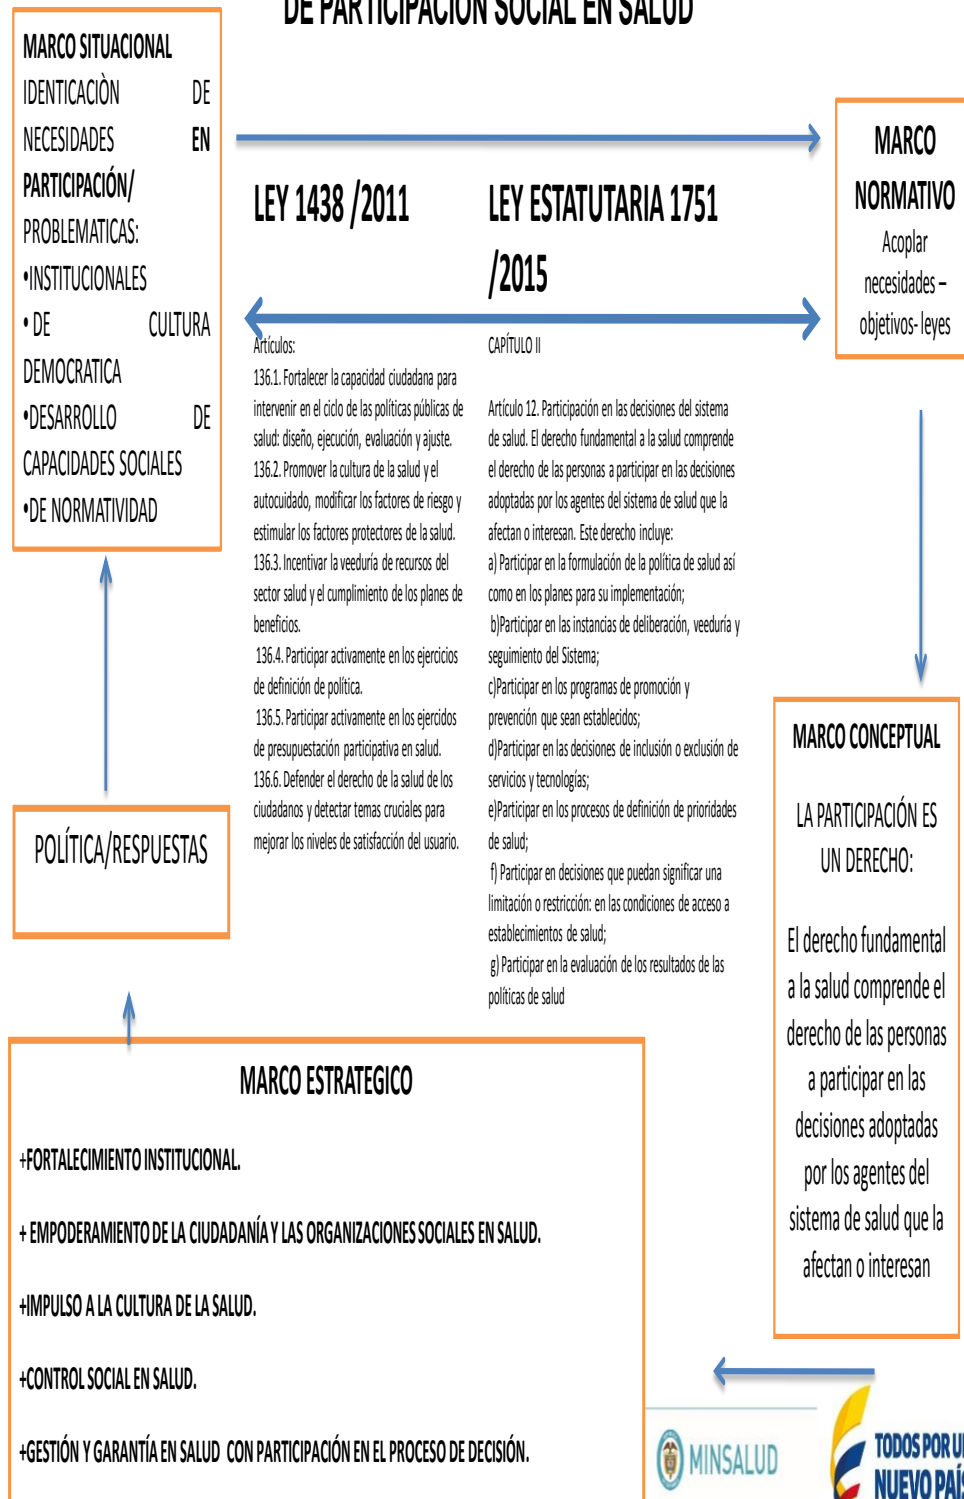 DE PARTICIPACIÓN SOCIAL EN SALUD
MARCO SITUACIONAL
IDENTICACIÒN DE
NECESIDADES EN
PARTICIPACIÓN/
PROBLEMATICAS:
•INSTITUCIONALES
• DE CULTURA
DEMOCRATICA
•DESARROLLO DE
CAPACIDADES SOCIALES
•DE NORMATIVIDAD
MARCO
NORMATIVO
Acoplar
necesidades –
objetivos- leyes
LEY 1438 /2011
Artículos:
136.1. Fortalecer la capacidad ciudadana para
intervenir en el ciclo de las políticas públicas de
salud: diseño, ejecución, evaluación y ajuste.
136.2. Promover la cultura de la salud y el
autocuidado, modificar los factores de riesgo y
estimular los factores protectores de la salud.
136.3. Incentivar la veeduría de recursos del
sector salud y el cumplimiento de los planes de
beneficios.
136.4. Participar activamente en los ejercicios
de definición de política.
136.5. Participar activamente en los ejercidos
de presupuestación participativa en salud.
136.6. Defender el derecho de la salud de los
ciudadanos y detectar temas cruciales para
mejorar los niveles de satisfacción del usuario.
LEY ESTATUTARIA 1751
/2015
CAPÍTULO II
Artículo 12. Participación en las decisiones del sistema
de salud. El derecho fundamental a la salud comprende
el derecho de las personas a participar en las decisiones
adoptadas por los agentes del sistema de salud que la
afectan o interesan. Este derecho incluye:
a) Participar en la formulación de la política de salud así
como en los planes para su implementación;
b)Participar en las instancias de deliberación, veeduría y
seguimiento del Sistema;
c)Participar en los programas de promoción y
prevención que sean establecidos;
d)Participar en las decisiones de inclusión o exclusión de
servicios y tecnologías;
e)Participar en los procesos de definición de prioridades
de salud;
f) Participar en decisiones que puedan significar una
limitación o restricción: en las condiciones de acceso a
establecimientos de salud;
g) Participar en la evaluación de los resultados de las
políticas de salud
MARCO CONCEPTUAL
LA PARTICIPACIÓN ES
UN DERECHO:
El derecho fundamental
a la salud comprende el
derecho de las personas
a participar en las
decisiones adoptadas
por los agentes del
sistema de salud que la
afectan o interesan
POLÍTICA/RESPUESTAS
MARCO ESTRATEGICO
+FORTALECIMIENTO INSTITUCIONAL.
+ EMPODERAMIENTO DE LA CIUDADANÍA Y LAS ORGANIZACIONES SOCIALES EN SALUD.
+IMPULSO A LA CULTURA DE LA SALUD.
+CONTROL SOCIAL EN SALUD.
+GESTIÓN Y GARANTÍA EN SALUD CON PARTICIPACIÓN EN EL PROCESO DE DECISIÓN.
MINSALUD
TODOS POR UN
NUEVO PAÍS